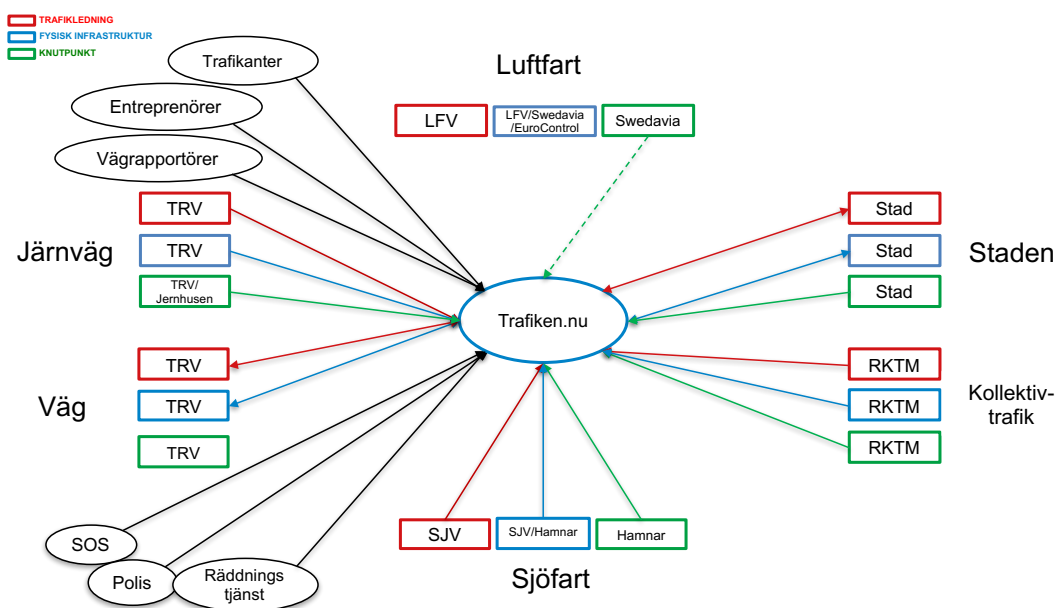 TRAFIKLEDNING
FYSISK INFRASTRUKTUR
KNUTPUNKT
Trafikanter
Entreprenörer
Vägrapportörer
Luftfart
LFV
LFV/Swedavia
/EuroControl
Swedavia
Järnväg
TRV
TRV
TRV/
Jernhusen
Trafiken.nu
Stad
Stad
Stad
Staden
Väg
TRV
TRV
TRV
RKTM
RKTM
RKTM
Kollektiv-
trafik
SOS
Polis
Räddnings
tjänst
SJV
SJV/Hamnar
Hamnar
Sjöfart